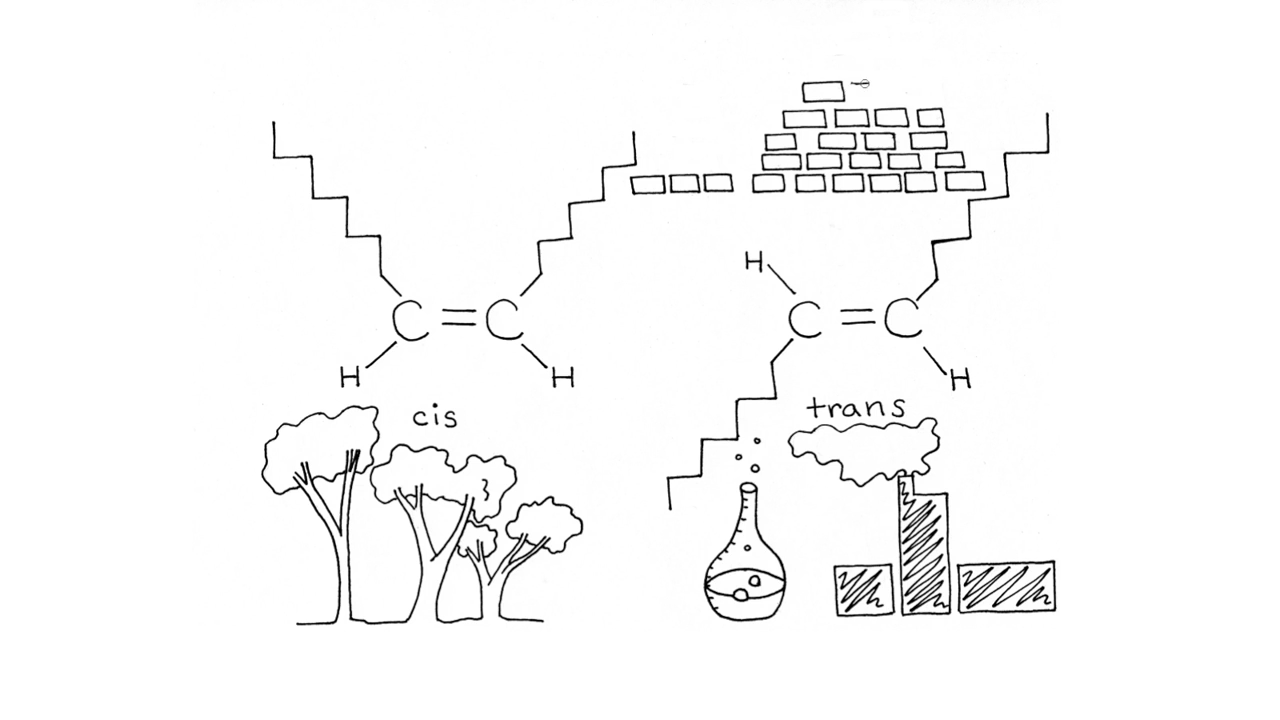 H
C = C
C = C
H
H
H
cis
trans